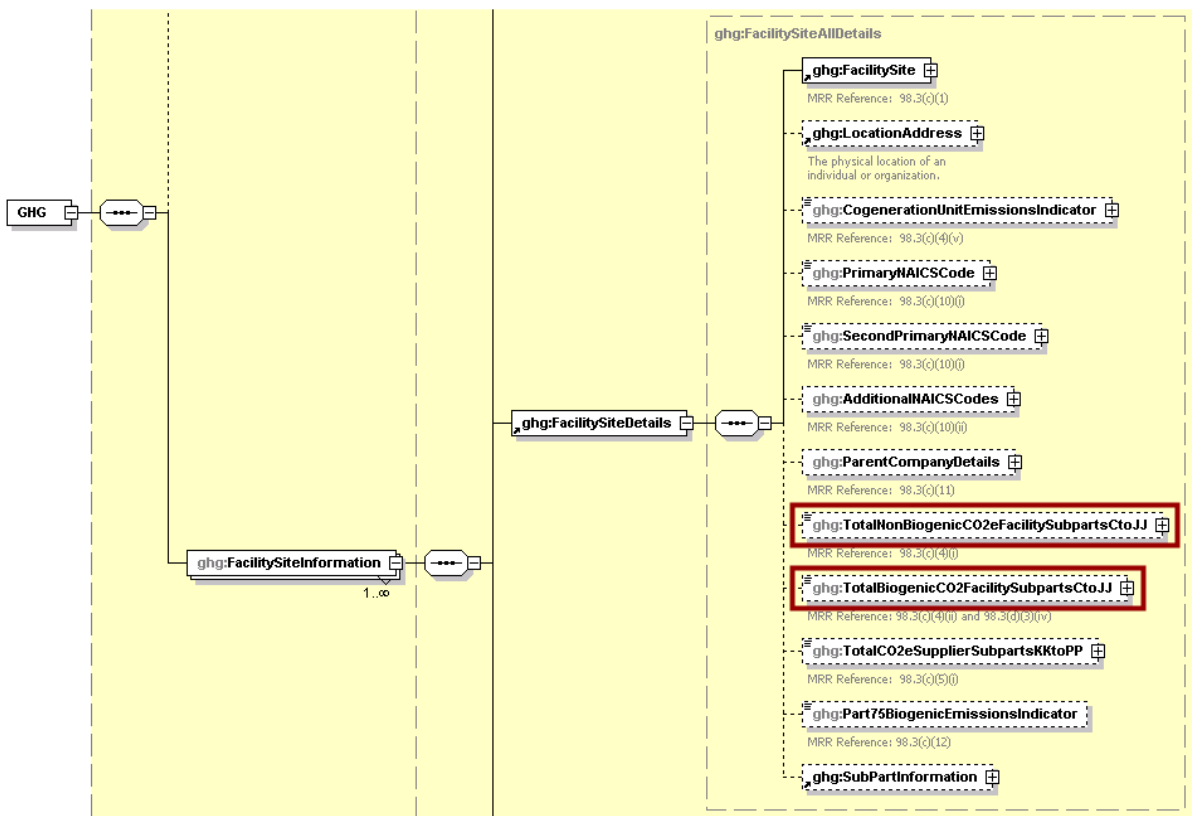 ghg:FacilitySiteAllDetails
ghg:FacilitySite
MRR Reference: 98.3(c)(1)
ghg:LocationAddress
The physical location of an
individual or organization.
GHG
ghg:CogenerationUnitEmissionsIndicator
MRR Reference: 98.3(c)(4)(v)
ghg:PrimaryNAICSCode
MRR Reference: 98.3(c)(10)(i)
ghg:SecondPrimaryNAICSCode
MRR Reference: 98.3(c)(10)(i)
ghg:AdditionalNAICSCodes
MRR Reference: 98.3(c)(10)(ii)
ghg:FacilitySiteDetails
ghg:ParentCompanyDetails
MRR Reference: 98.3(c)(11)
ghg:TotalNonBiogenicCO2eFacilitySubpartsCtoJJ
MRR Reference: 98.3(c)(4)(i)
ghg:FacilitySiteInformation
1..∞
ghg:TotalBiogenicCO2FacilitySubpartsCtoJJ
MRR Reference: 98.3(c)(4)(ii) and 98.3(d)(3)(iv)
ghg:TotalCO2eSupplierSubpartsKKtoPP
MRR Reference: 98.3(c)(5)(i)
ghg:Part75BiogenicEmissionsIndicator
MRR Reference: 98.3(c)(12)
ghg:SubPartInformation